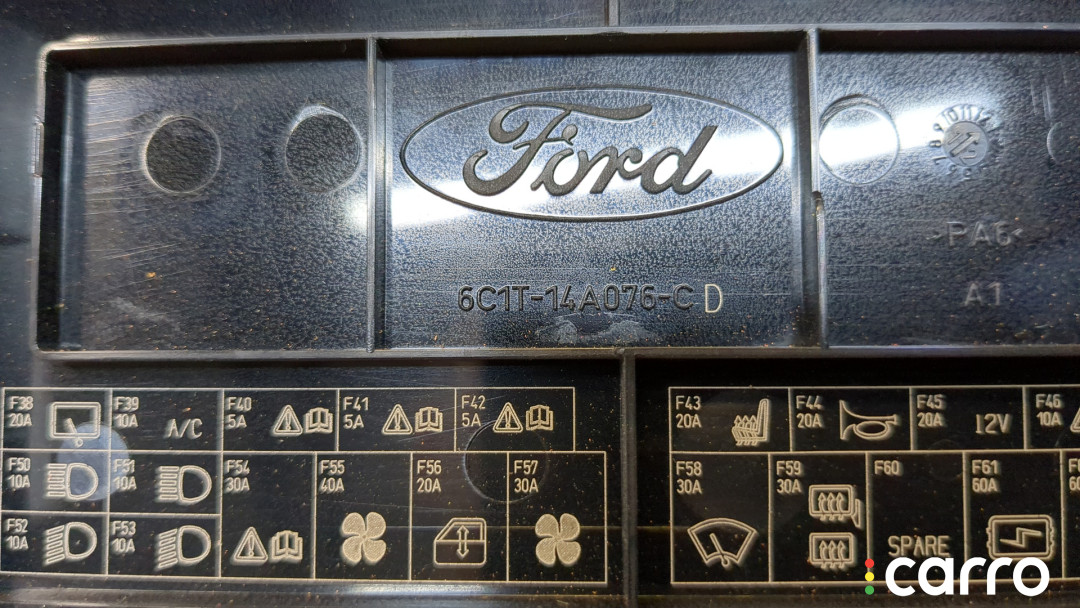 Ford
6C1T-14A076-C D
>PA6<
A1
F38 20A
F39 10A A/C
F40 5A
F41 5A
F42 5A
F43 20A
F44 20A
F45 20A 12V
F46 10A
F50 10A
F51 10A
F54 30A
F55 40A
F56 20A
F57 30A
F58 30A
F59 30A
F60 SPARE
F61 60A
F52 10A
F53 10A
carro